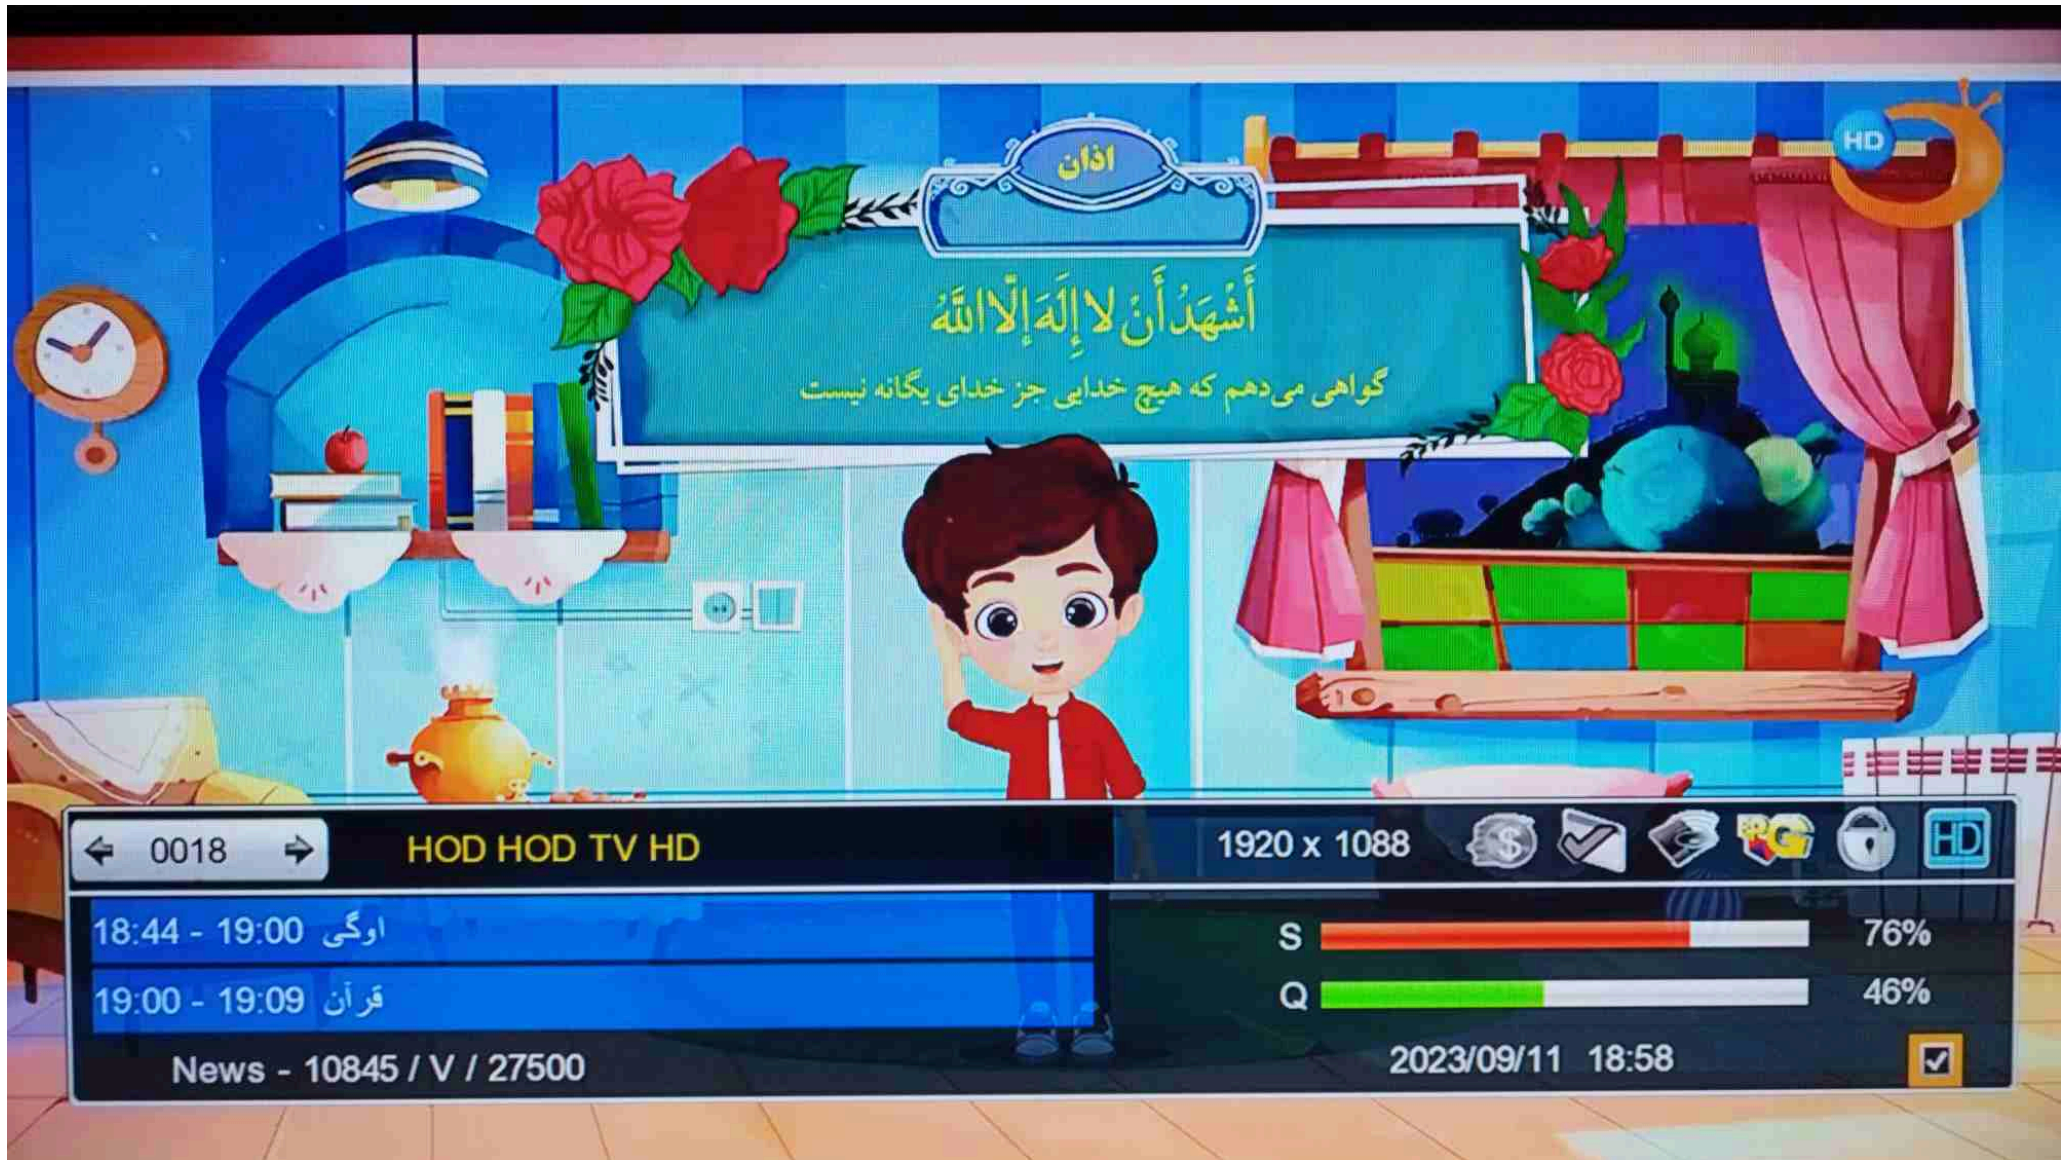 HD
اذان
أَشْهَدُ أَنْ لا إِلَهَ إلّا اللَّهُ
گواهی می‌دهم که هیچ خدایی جز خدای یگانه نیست
0018 HOD HOD TV HD 1920 x 1088 HD
18:44 - 19:00 اوگی
S 76%
19:00 - 19:09 قرآن
Q 46%
News - 10845 / V / 27500
2023/09/11 18:58